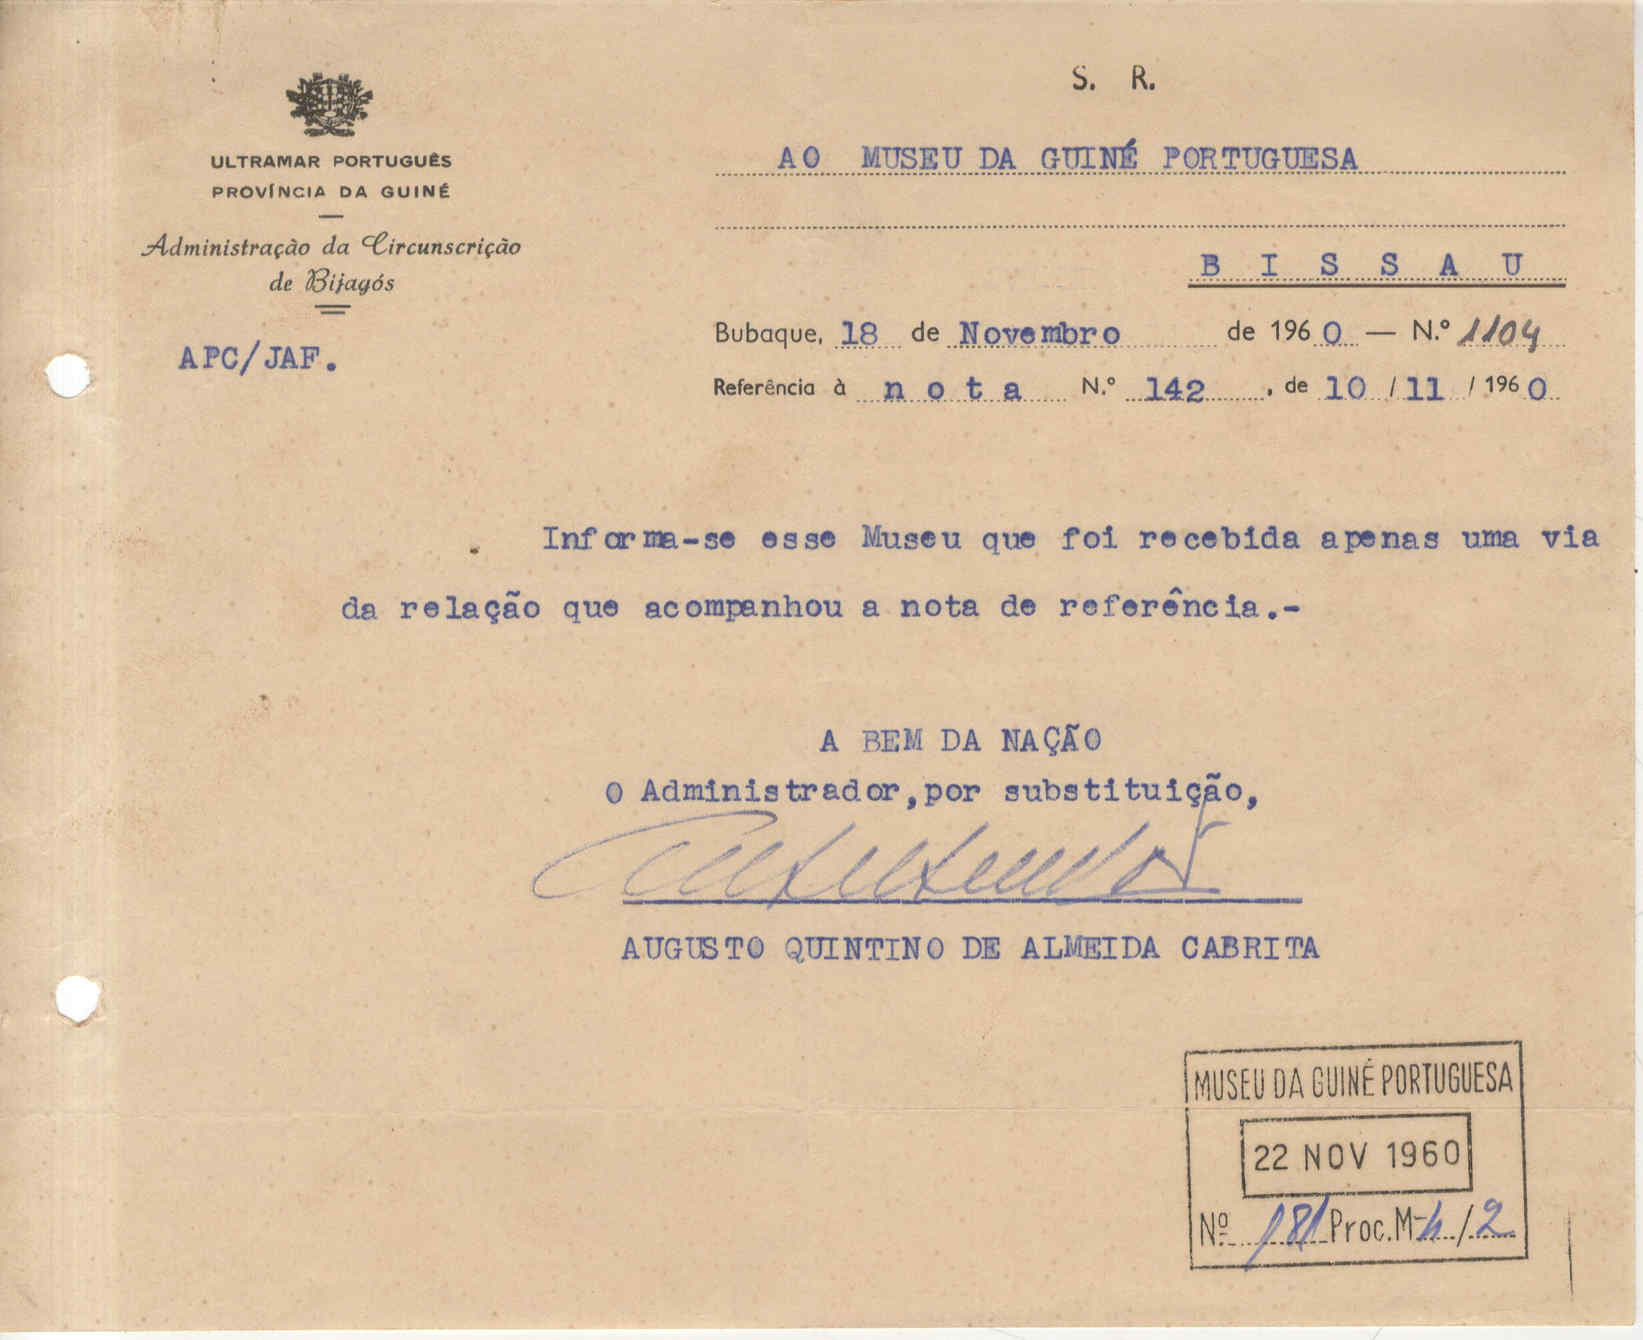 S. R.
ULTRAMAR PORTUGUÊS
PROVÍNCIA DA GUINÉ
Administração da Circunscrição
de Bijagós
APC/JAF.
AO MUSEU DA GUINÉ PORTUGUESA
B I S S A U
Bubaque, 18 de Novembro de 1960 — N.º 1104
Referência à n o t a N.º 142, de 10 / 11 / 1960
Informa-se esse Museu que foi recebida apenas uma via
da relação que acompanhou a nota de referência.-
A BEM DA NAÇÃO
O Administrador,por substituição,
AUGUSTO QUINTINO DE ALMEIDA CABRITA
MUSEU DA GUINÉ PORTUGUESA
22 NOV 1960
Nº 181 Proc. M-4/2